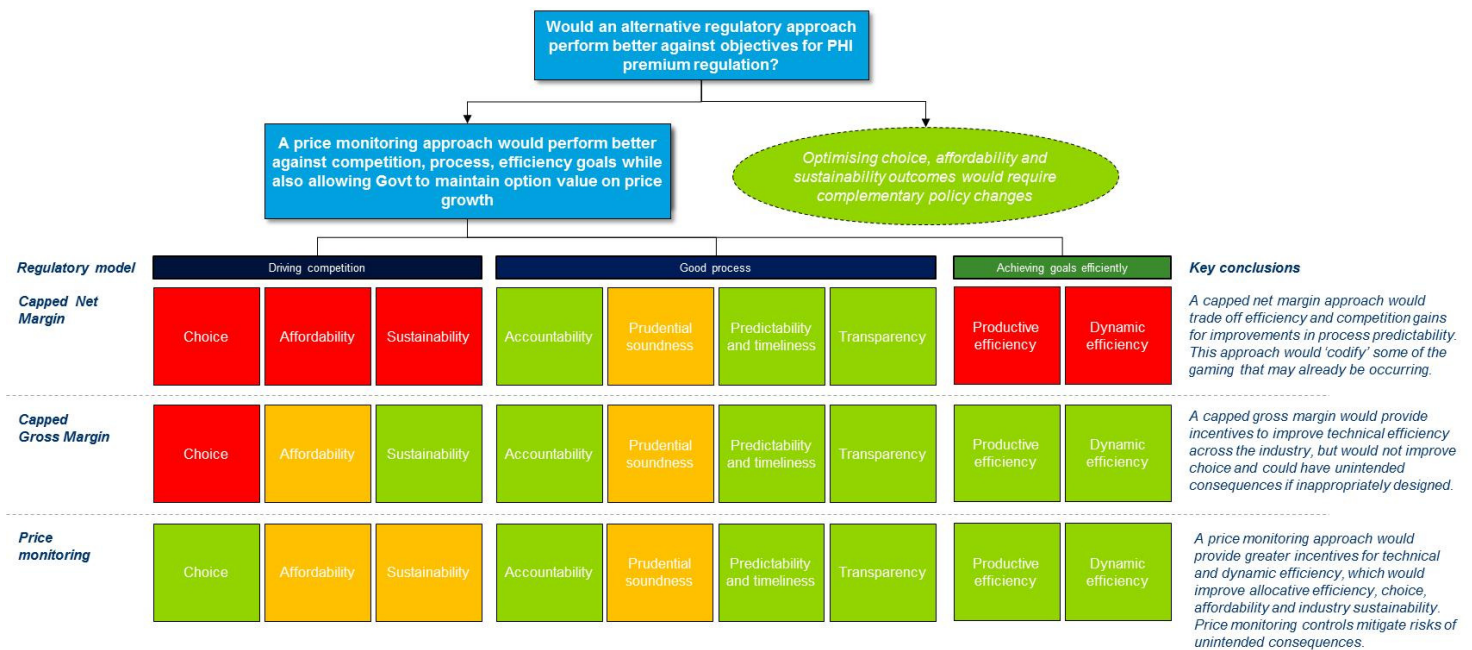 Would an alternative regulatory approach
perform better against objectives for PHI
premium regulation?
A price monitoring approach would perform better
against competition, process, efficiency goals while
also allowing Govt to maintain option value on price
growth
Optimising choice, affordability and
sustainability outcomes would require
complementary policy changes
Regulatory model
Driving competition
Good process
Achieving goals efficiently
Key conclusions
Capped Net
Margin
Choice
Affordability
Sustainability
Accountability
Prudential
soundness
Predictability
and timeliness
Transparency
Productive
efficiency
Dynamic
efficiency
A capped net margin approach would
trade off efficiency and competition gains
for improvements in process predictability.
This approach would ‘codify’ some of the
gaming that may already be occurring.
Capped
Gross Margin
Choice
Affordability
Sustainability
Accountability
Prudential
soundness
Predictability
and timeliness
Transparency
Productive
efficiency
Dynamic
efficiency
A capped gross margin would provide
incentives to improve technical efficiency
across the industry, but would not improve
choice and could have unintended
consequences if inappropriately designed.
Price
monitoring
Choice
Affordability
Sustainability
Accountability
Prudential
soundness
Predictability
and timeliness
Transparency
Productive
efficiency
Dynamic
efficiency
A price monitoring approach would
provide greater incentives for technical
and dynamic efficiency, which would
improve allocative efficiency, choice,
affordability and industry sustainability.
Price monitoring controls mitigate risks of
unintended consequences.